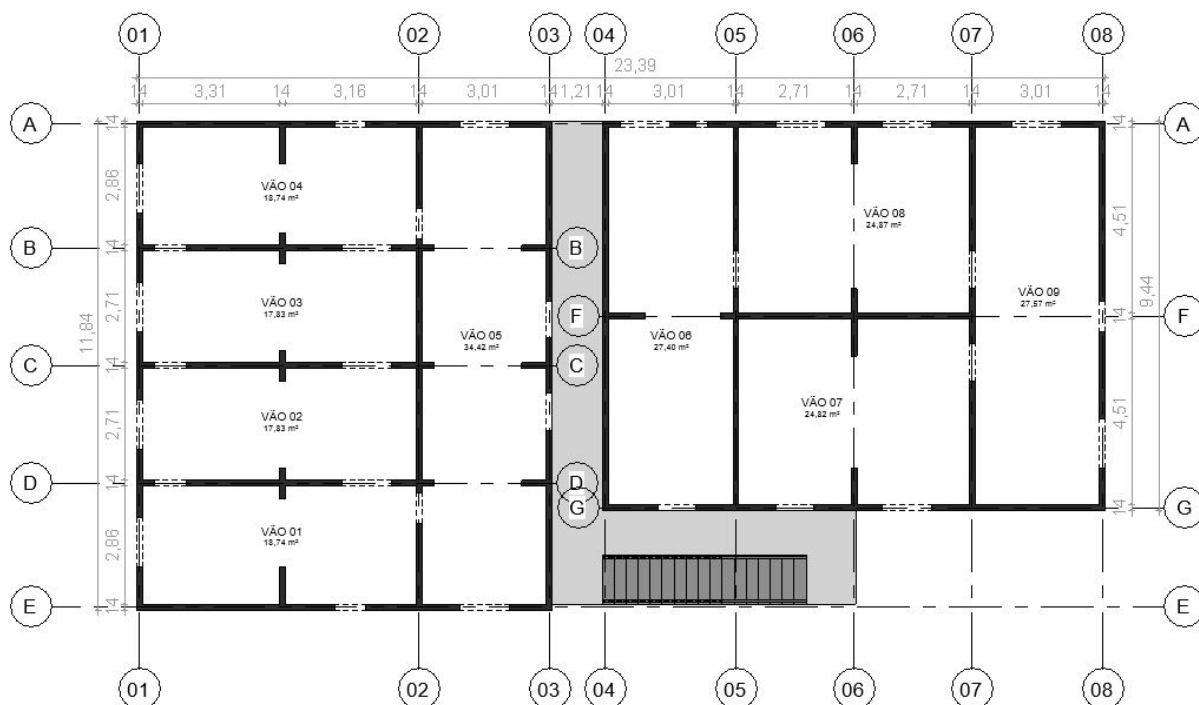 01 02 03 04 05 06 07 08
23,39
14 3,31 14 3,16 14 3,01 14 1,21 14 3,01 14 2,71 14 2,71 14 3,01 14
A A
14 14
2,86
VÃO 04
18,74 m²
VÃO 08
24,87 m²
4,51
B B
14
2,71
VÃO 03
17,83 m²
VÃO 09
27,57 m²
9,44
11,84
VÃO 05
34,42 m²
VÃO 06
27,40 m²
F F
14
C C
14
2,71
VÃO 02
17,83 m²
VÃO 07
24,82 m²
4,51
D
14
G G
14
2,86
VÃO 01
18,74 m²
E E
14
01 02 03 04 05 06 07 08